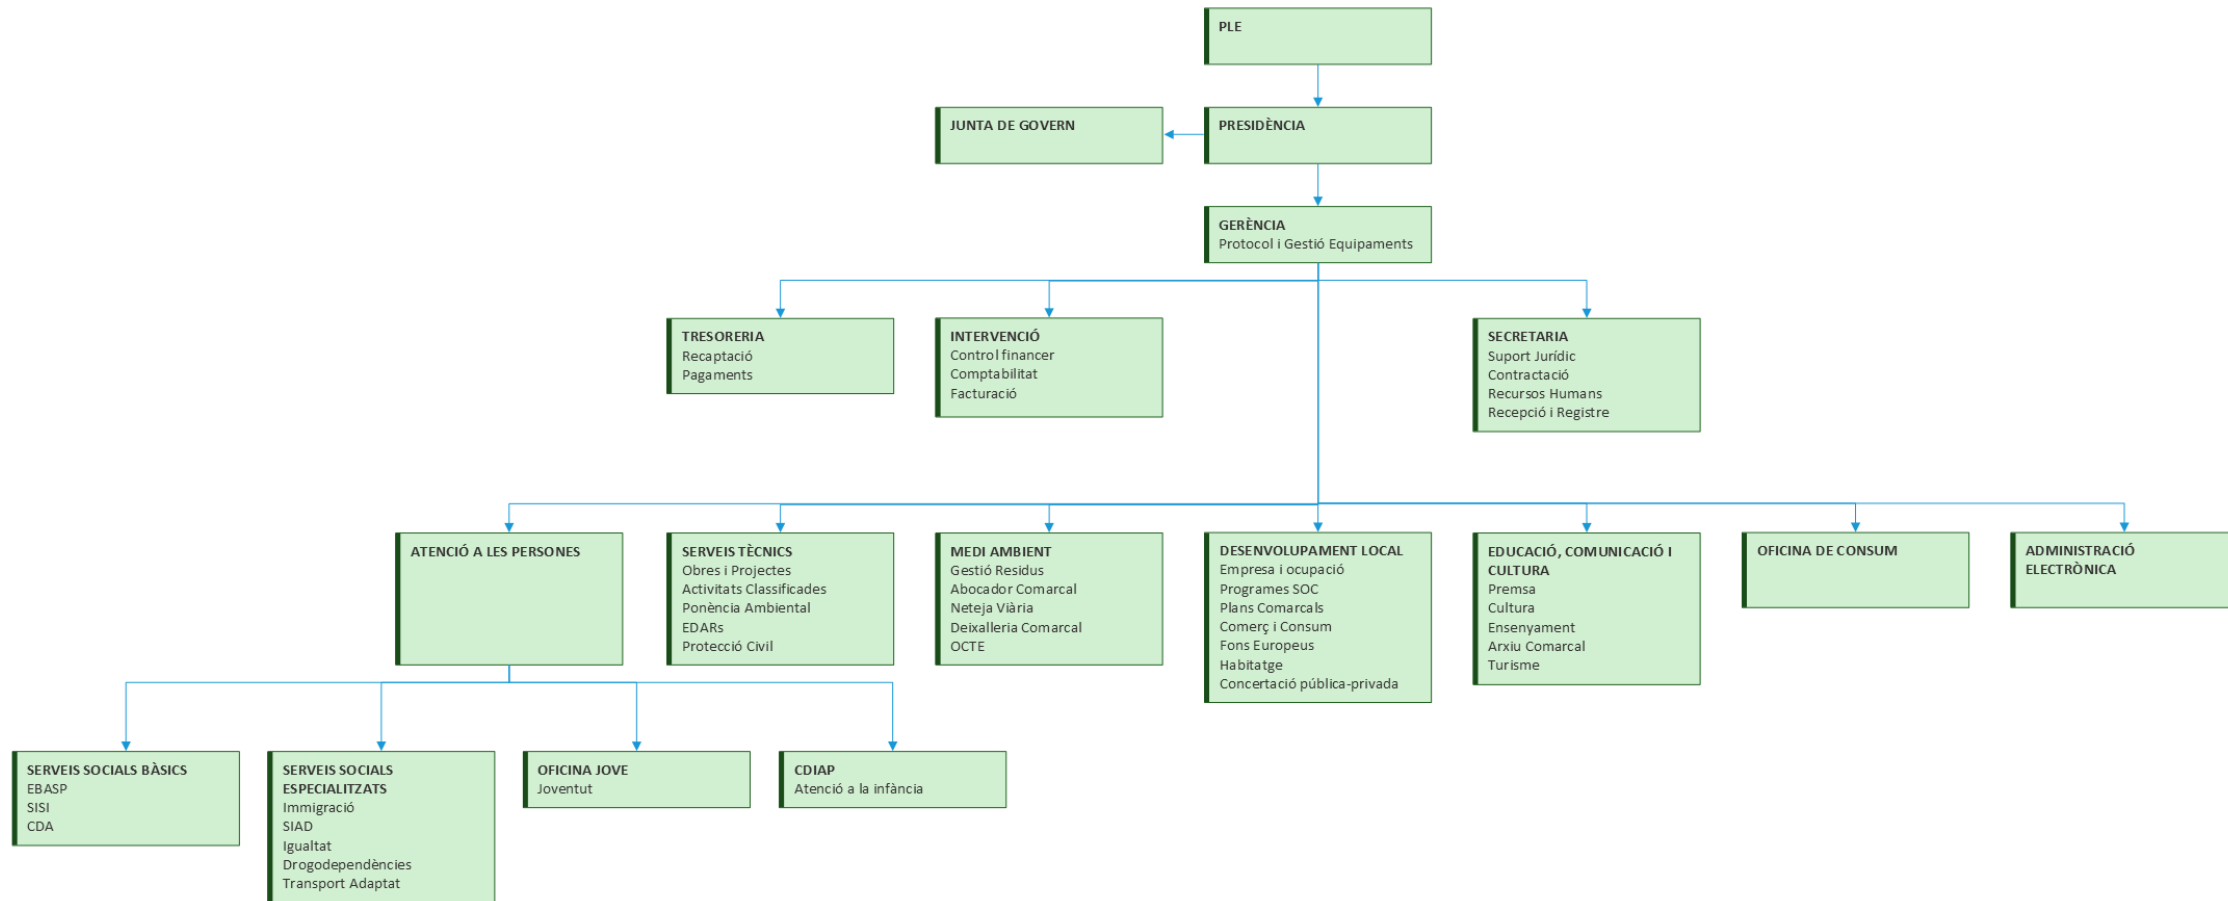 PLE
JUNTA DE GOVERN
PRESIDÈNCIA
GERÈNCIA
Protocol i Gestió Equipaments
TRESORERIA
Recaptació
Pagaments
INTERVENCIÓ
Control financer
Comptabilitat
Facturació
SECRETARIA
Suport Jurídic
Contractació
Recursos Humans
Recepció i Registre
ATENCIÓ A LES PERSONES
SERVEIS TÈCNICS
Obres i Projectes
Activitats Classificades
Ponència Ambiental
EDARs
Protecció Civil
MEDI AMBIENT
Gestió Residus
Abocador Comarcal
Neteja Viària
Deixalleria Comarcal
OCTE
DESENVOLUPAMENT LOCAL
Empresa i ocupació
Programes SOC
Plans Comarcals
Comerç i Consum
Fons Europeus
Habitatge
Concertació pública-privada
EDUCACIÓ, COMUNICACIÓ I
CULTURA
Premsa
Cultura
Ensenyament
Arxiu Comarcal
Turisme
OFICINA DE CONSUM
ADMINISTRACIÓ
ELECTRÒNICA
SERVEIS SOCIALS BÀSICS
EBASP
SISI
CDA
SERVEIS SOCIALS
ESPECIALITZATS
Immigració
SIAD
Igualtat
Drogodependències
Transport Adaptat
OFICINA JOVE
Joventut
CDIAP
Atenció a la infància